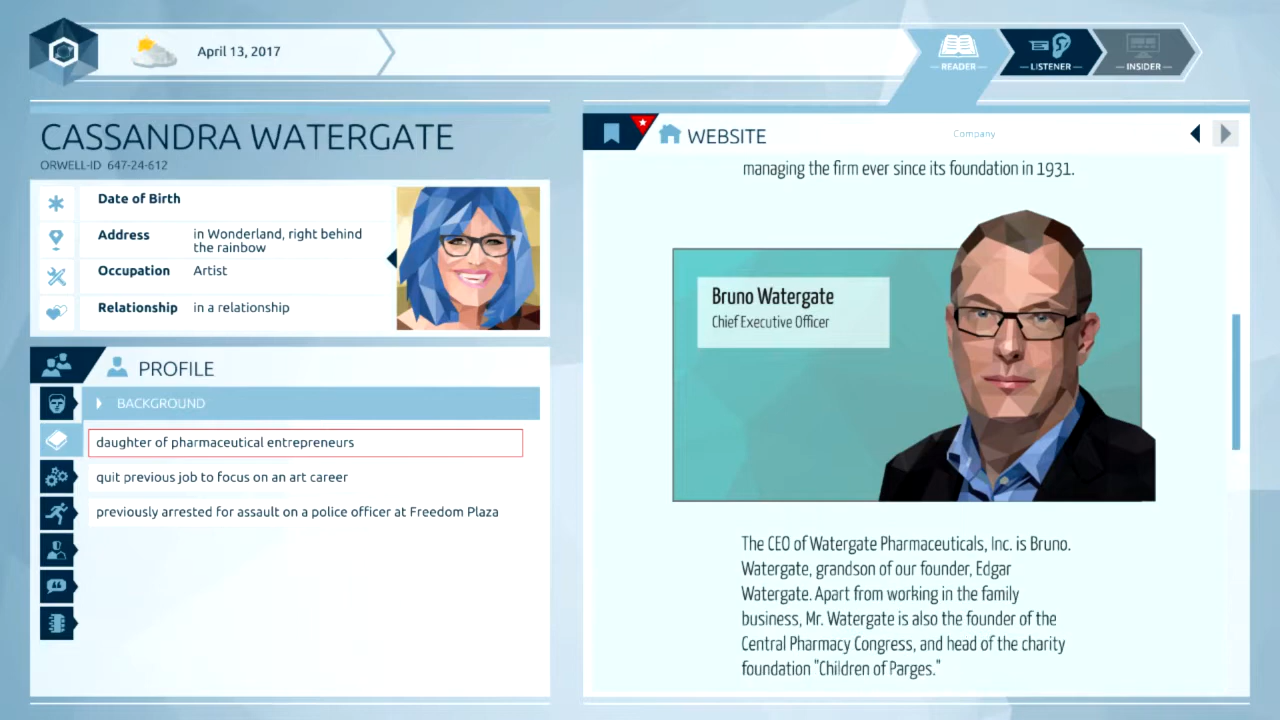 April 13, 2017
READER
LISTENER
INSIDER
CASSANDRA WATERGATE
ORWELL-ID 647-24-612
Date of Birth
Address in Wonderland, right behind
the rainbow
Occupation Artist
Relationship in a relationship
PROFILE
BACKGROUND
daughter of pharmaceutical entrepreneurs
quit previous job to focus on an art career
previously arrested for assault on a police officer at Freedom Plaza
WEBSITE
Company
managing the firm ever since its foundation in 1931.
Bruno Watergate
Chief Executive Officer
The CEO of Watergate Pharmaceuticals, Inc. is Bruno.
Watergate, grandson of our founder, Edgar
Watergate. Apart from working in the family
business, Mr. Watergate is also the founder of the
Central Pharmacy Congress, and head of the charity
foundation "Children of Parges."